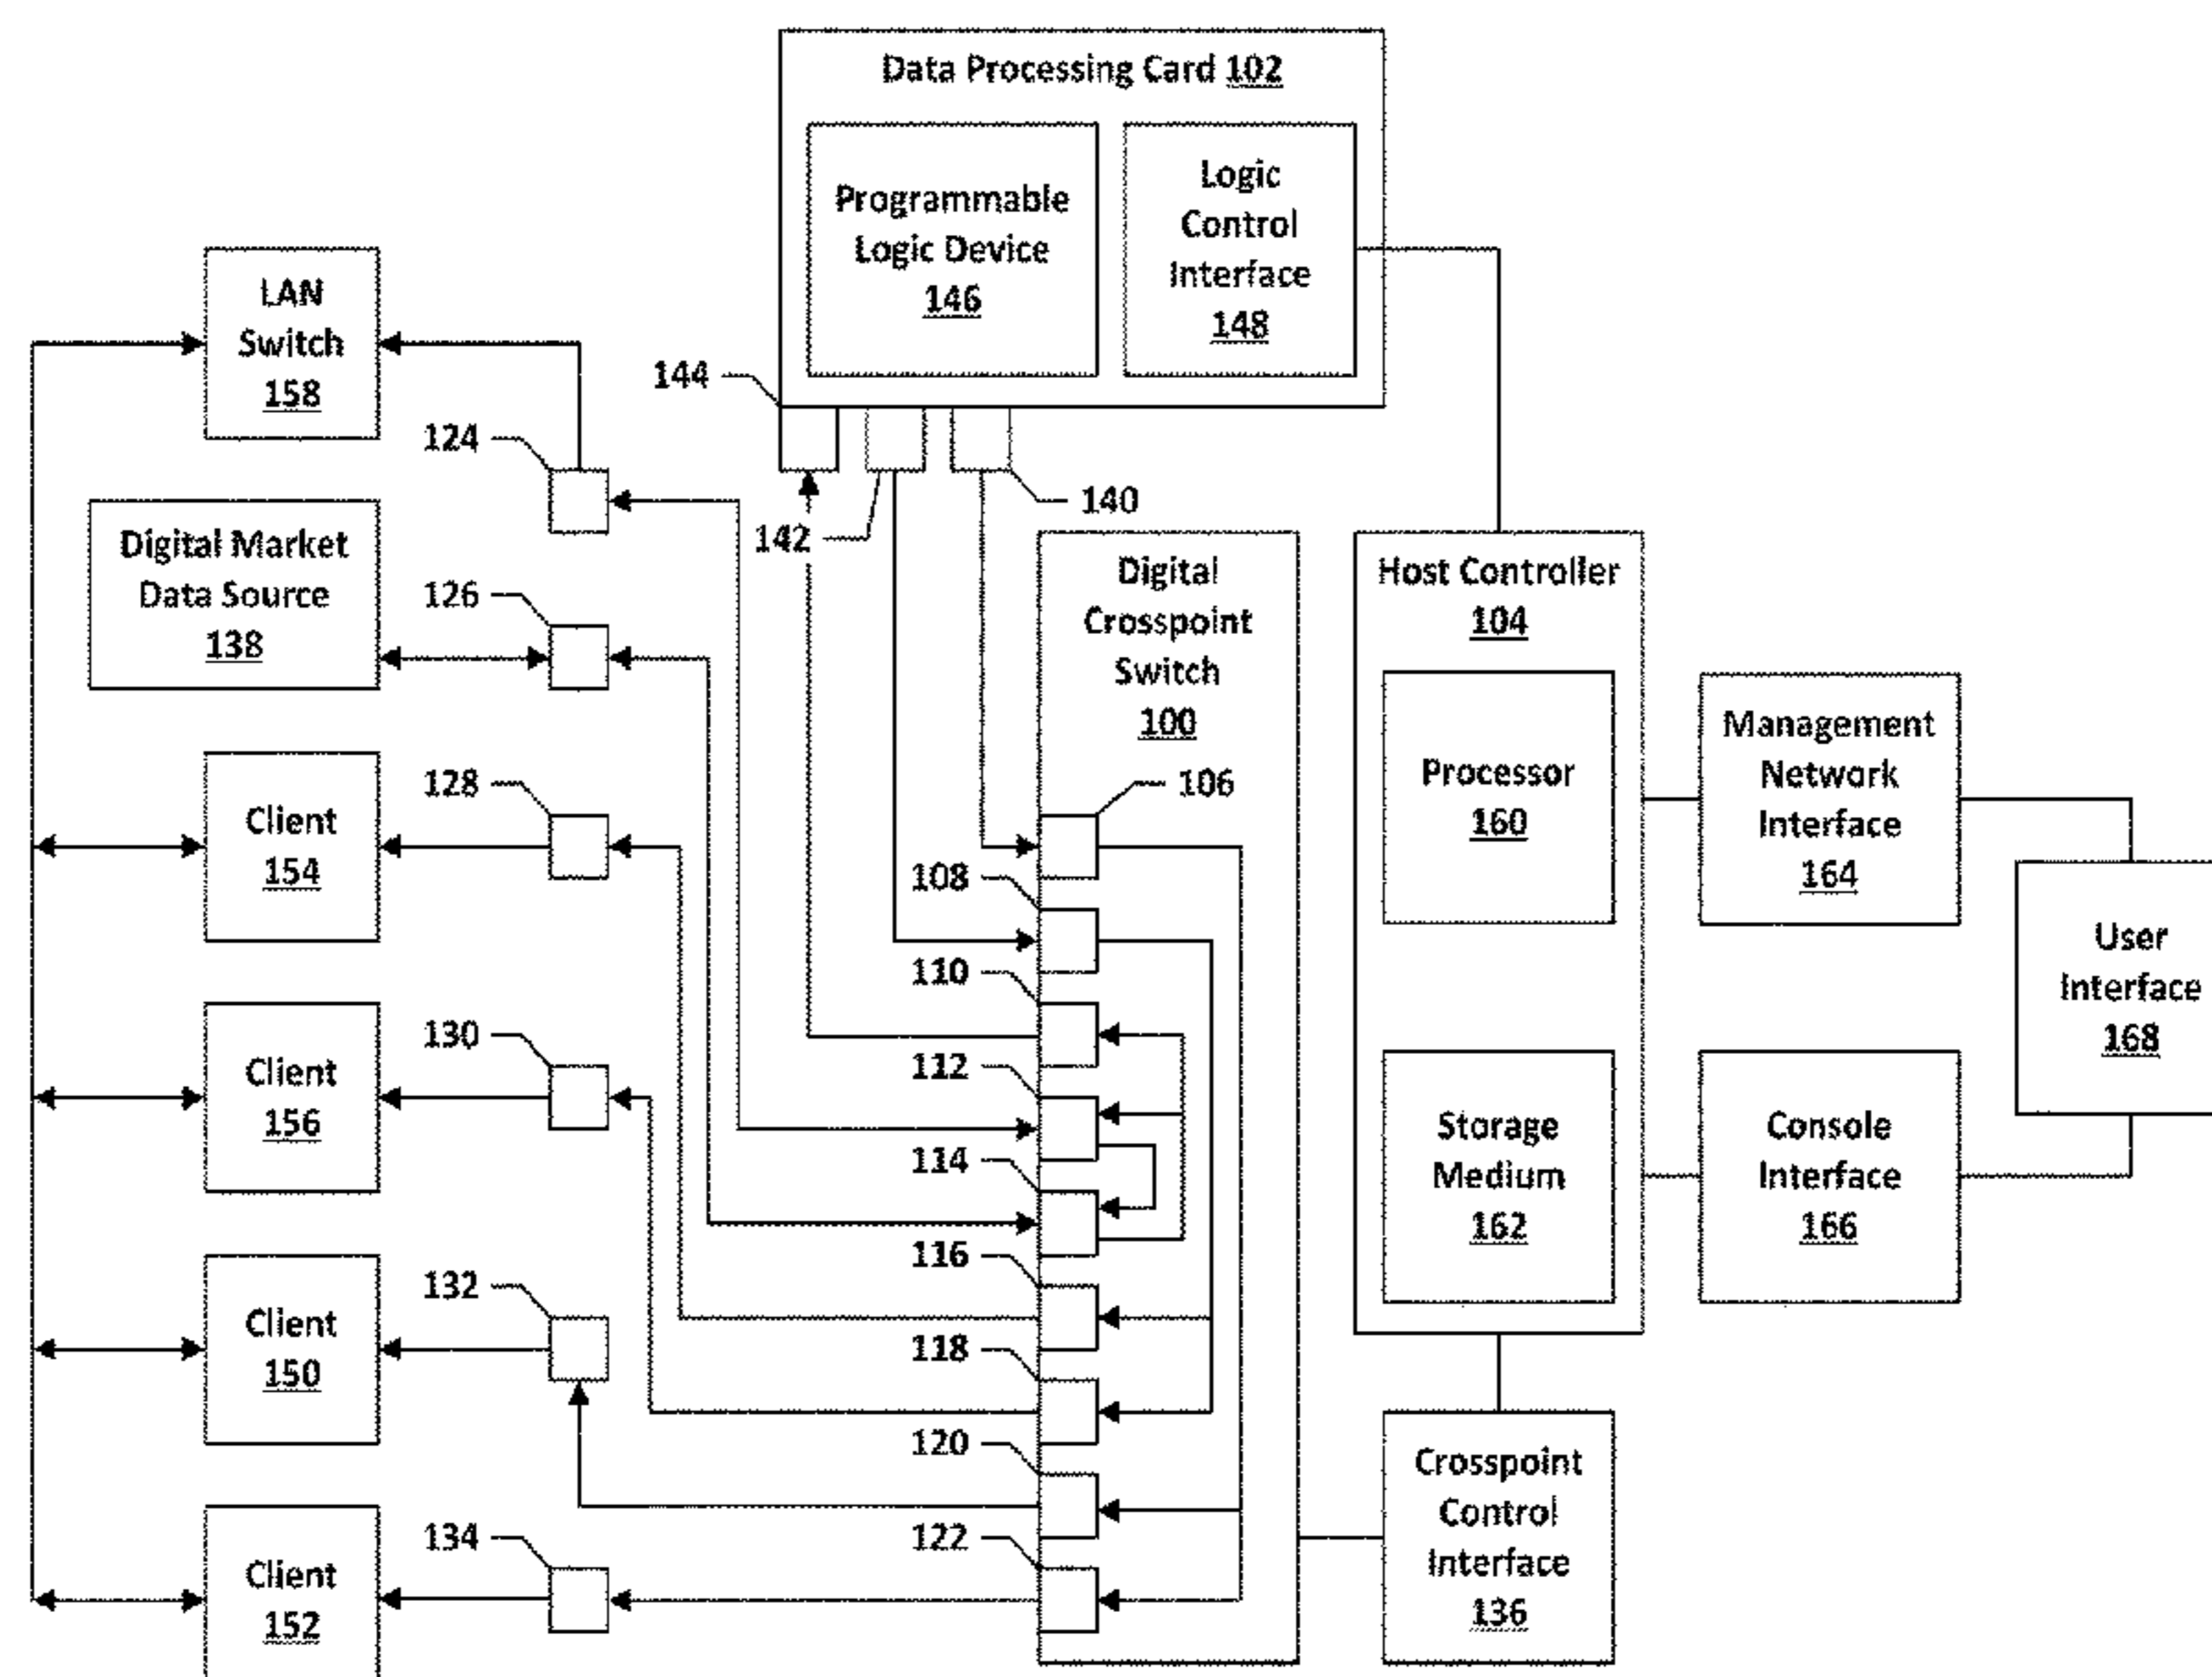 Data Processing Card 102
Programmable
Logic Device
146
Logic
Control
Interface
148
LAN
Switch
158
144
124
142
140
Digital Market
Data Source
138
126
Digital
Crosspoint
Switch
100
Host Controller
104
Processor
160
Management
Network
Interface
164
Client
154
128
106
108
User
Interface
168
110
Client
156
130
112
114
Storage
Medium
162
Console
Interface
166
116
Client
150
132
118
120
Crosspoint
Control
Interface
136
Client
152
134
122